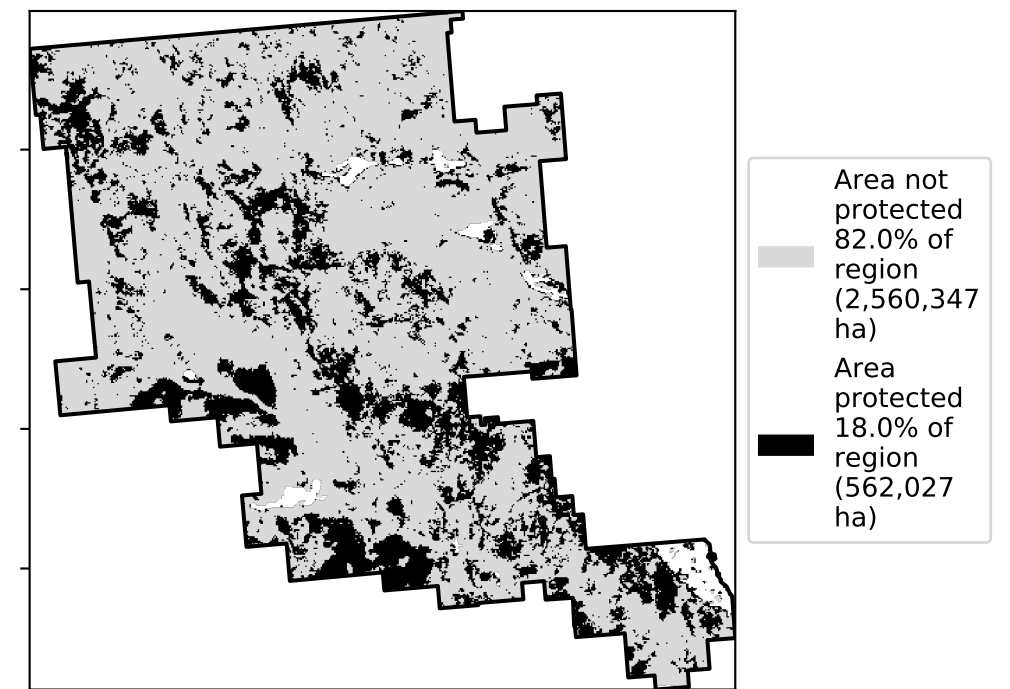 Area not
protected
82.0% of
region
(2,560,347
ha)
Area
protected
18.0% of
region
(562,027
ha)